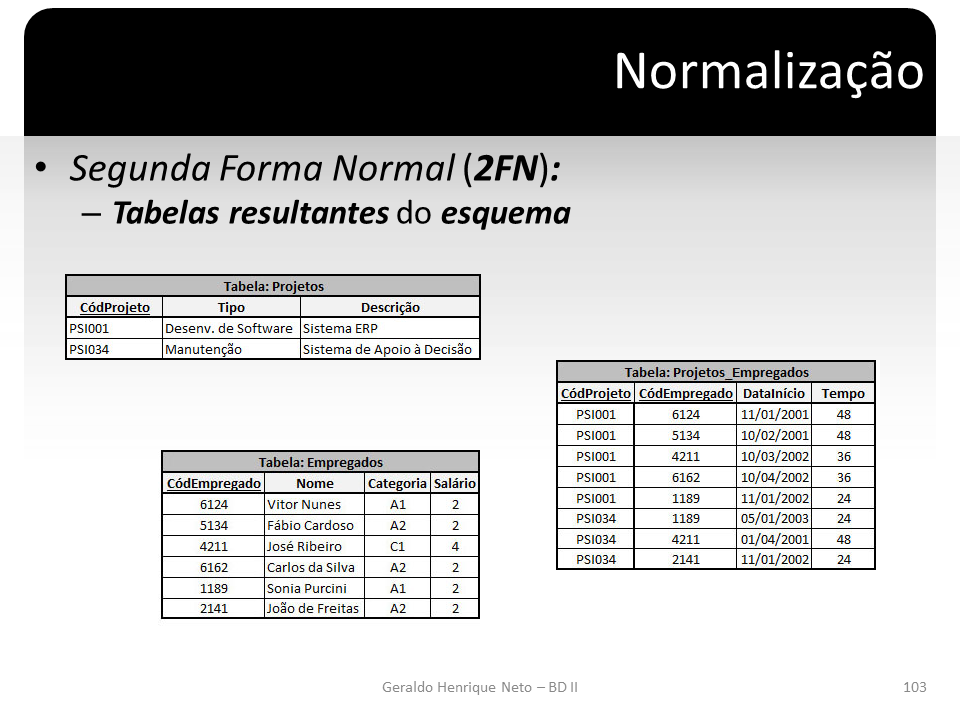 Normalização
• Segunda Forma Normal (2FN):
– Tabelas resultantes do esquema
Tabela: Projetos
CódProjeto Tipo Descrição
PSI001 Desenv. de Software Sistema ERP
PSI034 Manutenção Sistema de Apoio à Decisão
Tabela: Projetos_Empregados
CódProjeto CódEmpregado DataInício Tempo
PSI001 6124 11/01/2001 48
PSI001 5134 10/02/2001 48
PSI001 4211 10/03/2002 36
PSI001 6162 10/04/2002 36
PSI001 1189 11/01/2002 24
PSI034 1189 05/01/2003 24
PSI034 4211 01/04/2001 48
PSI034 2141 11/01/2002 24
Tabela: Empregados
CódEmpregado Nome Categoria Salário
6124 Vitor Nunes A1 2
5134 Fábio Cardoso A2 2
4211 José Ribeiro C1 4
6162 Carlos da Silva A2 2
1189 Sonia Purcini A1 2
2141 João de Freitas A2 2
Geraldo Henrique Neto – BD II
103